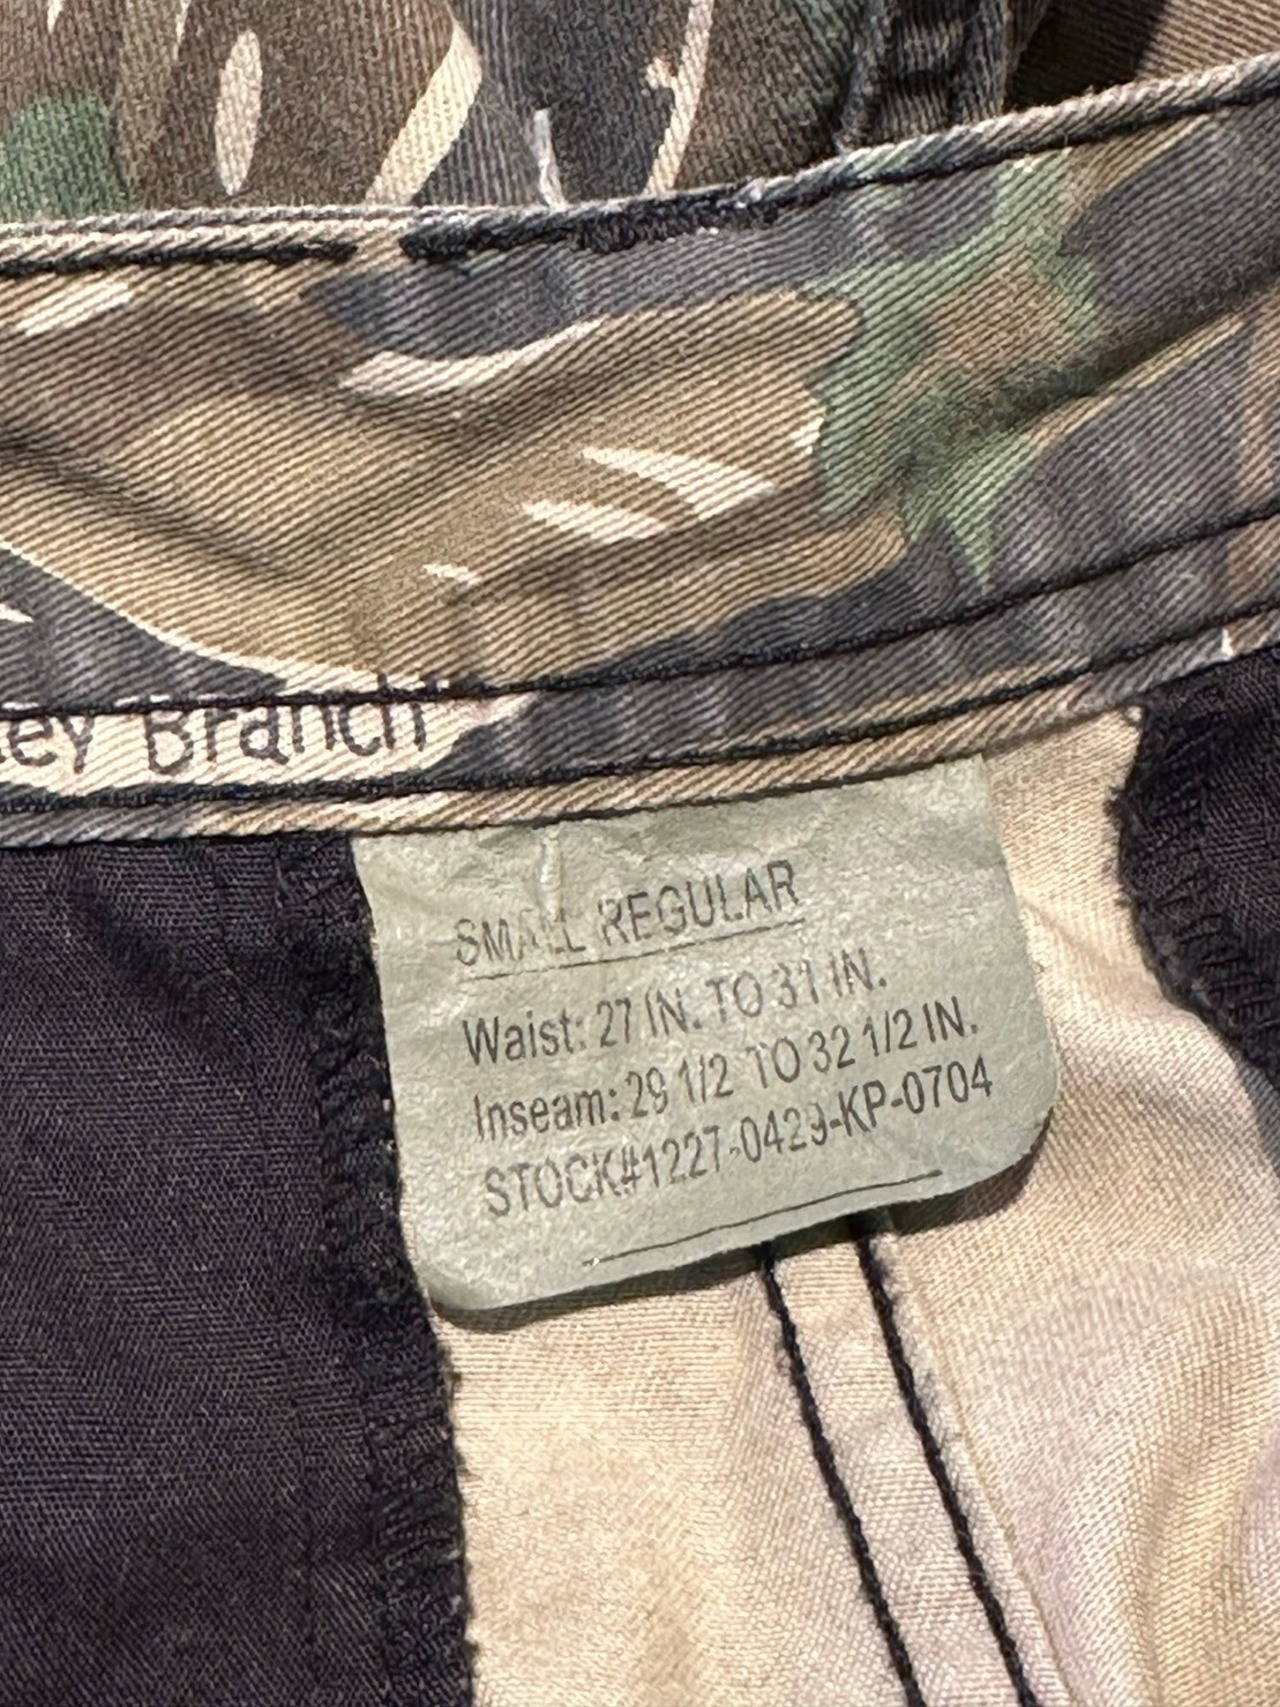 ey Branch"
SMALL REGULAR
Waist: 27 IN. TO 31 IN.
Inseam: 29 1/2 TO 32 1/2 IN.
STOCK#1227-0429-KP-0704